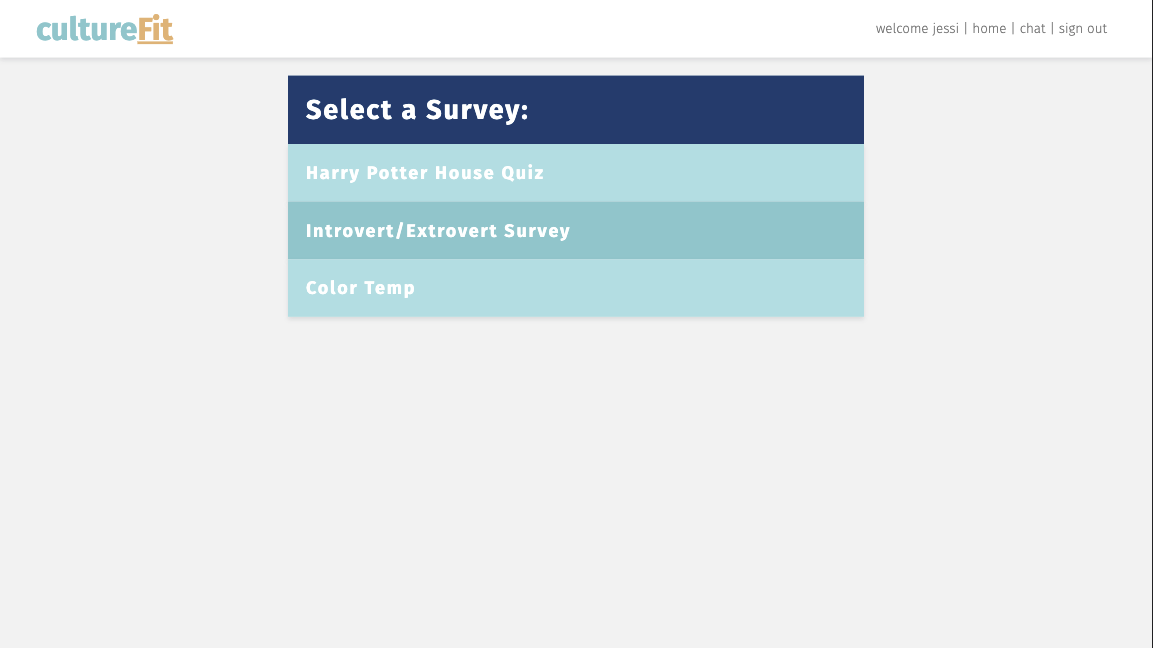 cultureFit
welcome jessi | home | chat | sign out
Select a Survey:
Harry Potter House Quiz
Introvert/Extrovert Survey
Color Temp